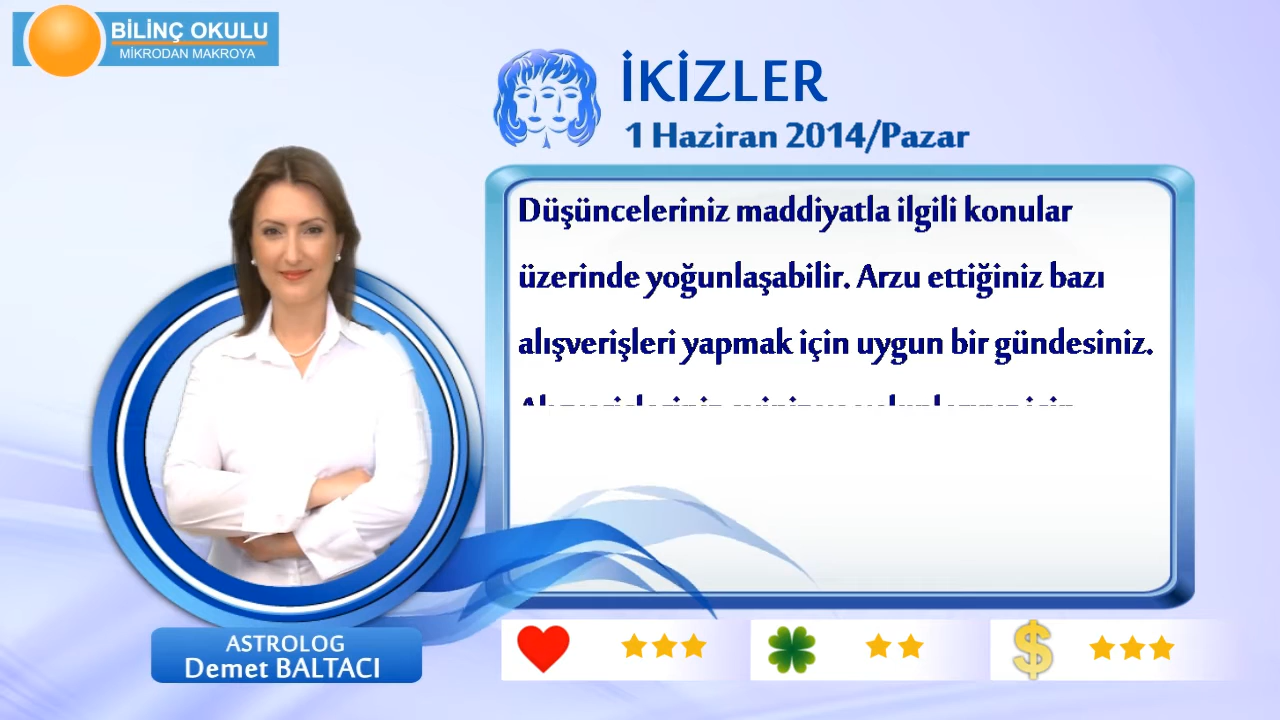 BİLİNÇ OKULU
MİKRODAN MAKROYA
İKİZLER
1 Haziran 2014/Pazar
Düşünceleriniz maddiyatla ilgili konular
üzerinde yoğunlaşabilir. Arzu ettiğiniz bazı
alışverişleri yapmak için uygun bir gündesiniz.
ASTROLOG
Demet BALTACI